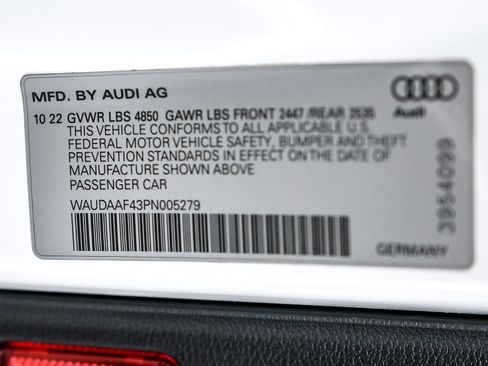 MFD. BY AUDI AG
Audi
10 22 GVWR LBS 4850 GAWR LBS FRONT 2447 /REAR 2535
THIS VEHICLE CONFORMS TO ALL APPLICABLE U.S.
FEDERAL MOTOR VEHICLE SAFETY, BUMPER AND THEFT
PREVENTION STANDARDS IN EFFECT ON THE DATE OF
MANUFACTURE SHOWN ABOVE
PASSENGER CAR
WAUDAAF43PN005279
3954099
GERMANY